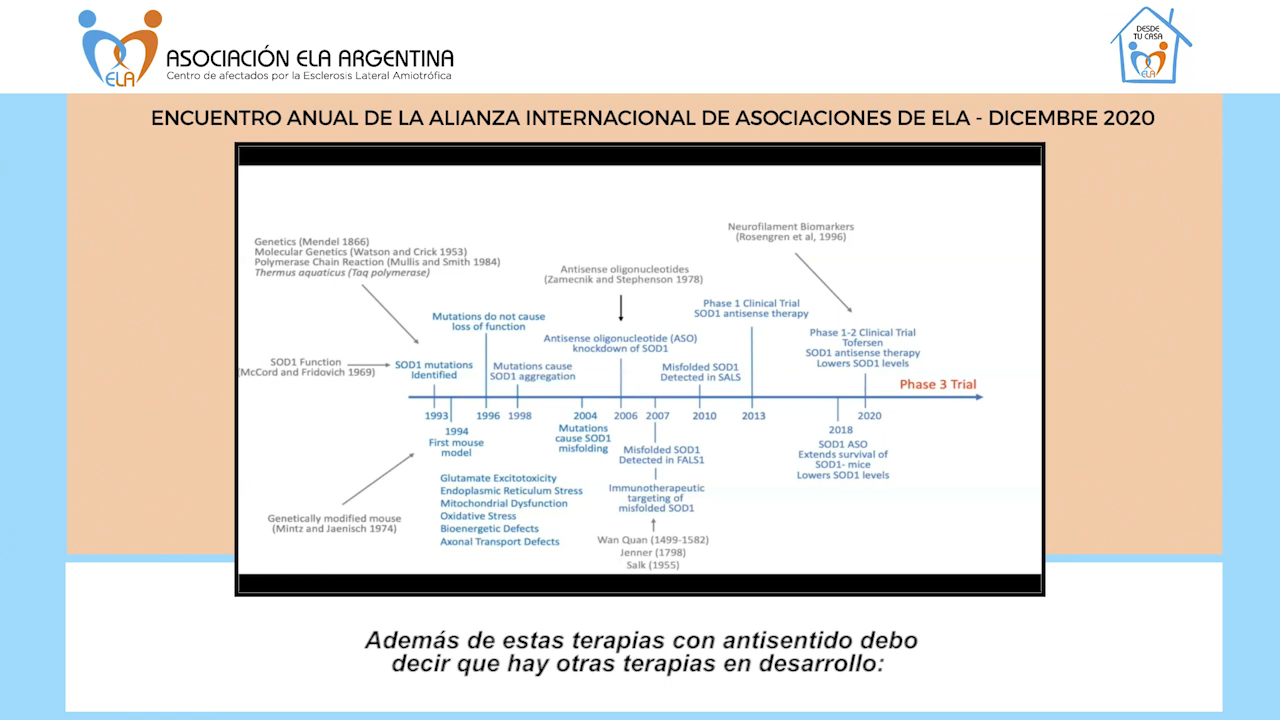 ASOCIACIÓN ELA ARGENTINA
Centro de afectados por la Esclerosis Lateral Amiotrófica
ELA
DESDE
TU CASA
ELA
ENCUENTRO ANUAL DE LA ALIANZA INTERNACIONAL DE ASOCIACIONES DE ELA - DICEMBRE 2020
Neurofilament Biomarkers
(Rosengren et al, 1996)
Genetics (Mendel 1866)
Molecular Genetics (Watson and Crick 1953)
Polymerase Chain Reaction (Mullis and Smith 1984)
Thermus aquaticus (Taq polymerase)
Antisense oligonucleotides
(Zamecnik and Stephenson 1978)
Phase 1 Clinical Trial
SOD1 antisense therapy
Mutations do not cause
loss of function
Antisense oligonucleotide (ASO)
knockdown of SOD1
Phase 1-2 Clinical Trial
Tofersen
SOD1 antisense therapy
Lowers SOD1 levels
SOD1 Function
(McCord and Fridovich 1969)
SOD1 mutations
Identified
Mutations cause
SOD1 aggregation
Misfolded SOD1
Detected in SALS
Phase 3 Trial
1993
1996
1998
2004
2006
2007
2010
2013
2020
1994
First mouse
model
Mutations
cause SOD1
misfolding
Misfolded SOD1
Detected in FALS1
2018
SOD1 ASO
Extends survival of
SOD1- mice
Lowers SOD1 levels
Glutamate Excitotoxicity
Endoplasmic Reticulum Stress
Mitochondrial Dysfunction
Oxidative Stress
Bioenergetic Defects
Axonal Transport Defects
Immunotherapeutic
targeting of
misfolded SOD1
Genetically modified mouse
(Mintz and Jaenisch 1974)
Wan Quan (1499-1582)
Jenner (1798)
Salk (1955)
Además de estas terapias con antisentido debo
decir que hay otras terapias en desarrollo: